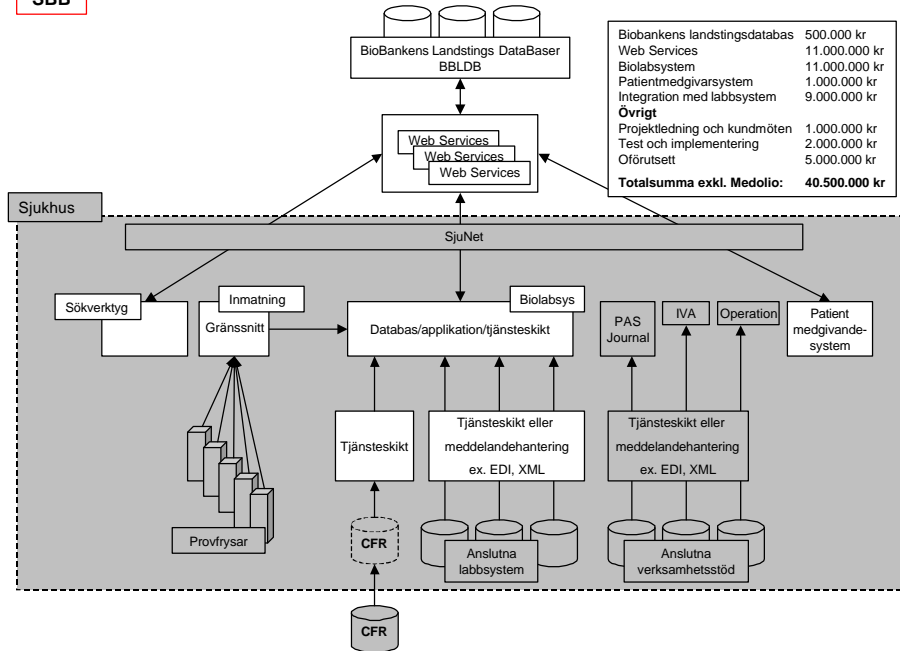 SBB
BioBankens Landstings DataBaser
BBLDB
Biobankens landstingsdatabas 500.000 kr
Web Services 11.000.000 kr
Biolabsystem 11.000.000 kr
Patientmedgivarsystem 1.000.000 kr
Integration med labbsystem 9.000.000 kr
Övrigt
Projektledning och kundmöten 1.000.000 kr
Test och implementering 2.000.000 kr
Oförutsett 5.000.000 kr
Totalsumma exkl. Medolio: 40.500.000 kr
Web Services
Web Services
Web Services
Sjukhus
SjuNet
Sökverktyg
Inmatning
Gränssnitt
Biolabsys
Databas/applikation/tjänsteskikt
PAS
Journal
IVA
Operation
Patient
medgivande-
system
Tjänsteskikt
Tjänsteskikt eller
meddelandehantering
ex. EDI, XML
Tjänsteskikt eller
meddelandehantering
ex. EDI, XML
Provfrysar
CFR
Anslutna
labbsystem
Anslutna
verksamhetsstöd
CFR